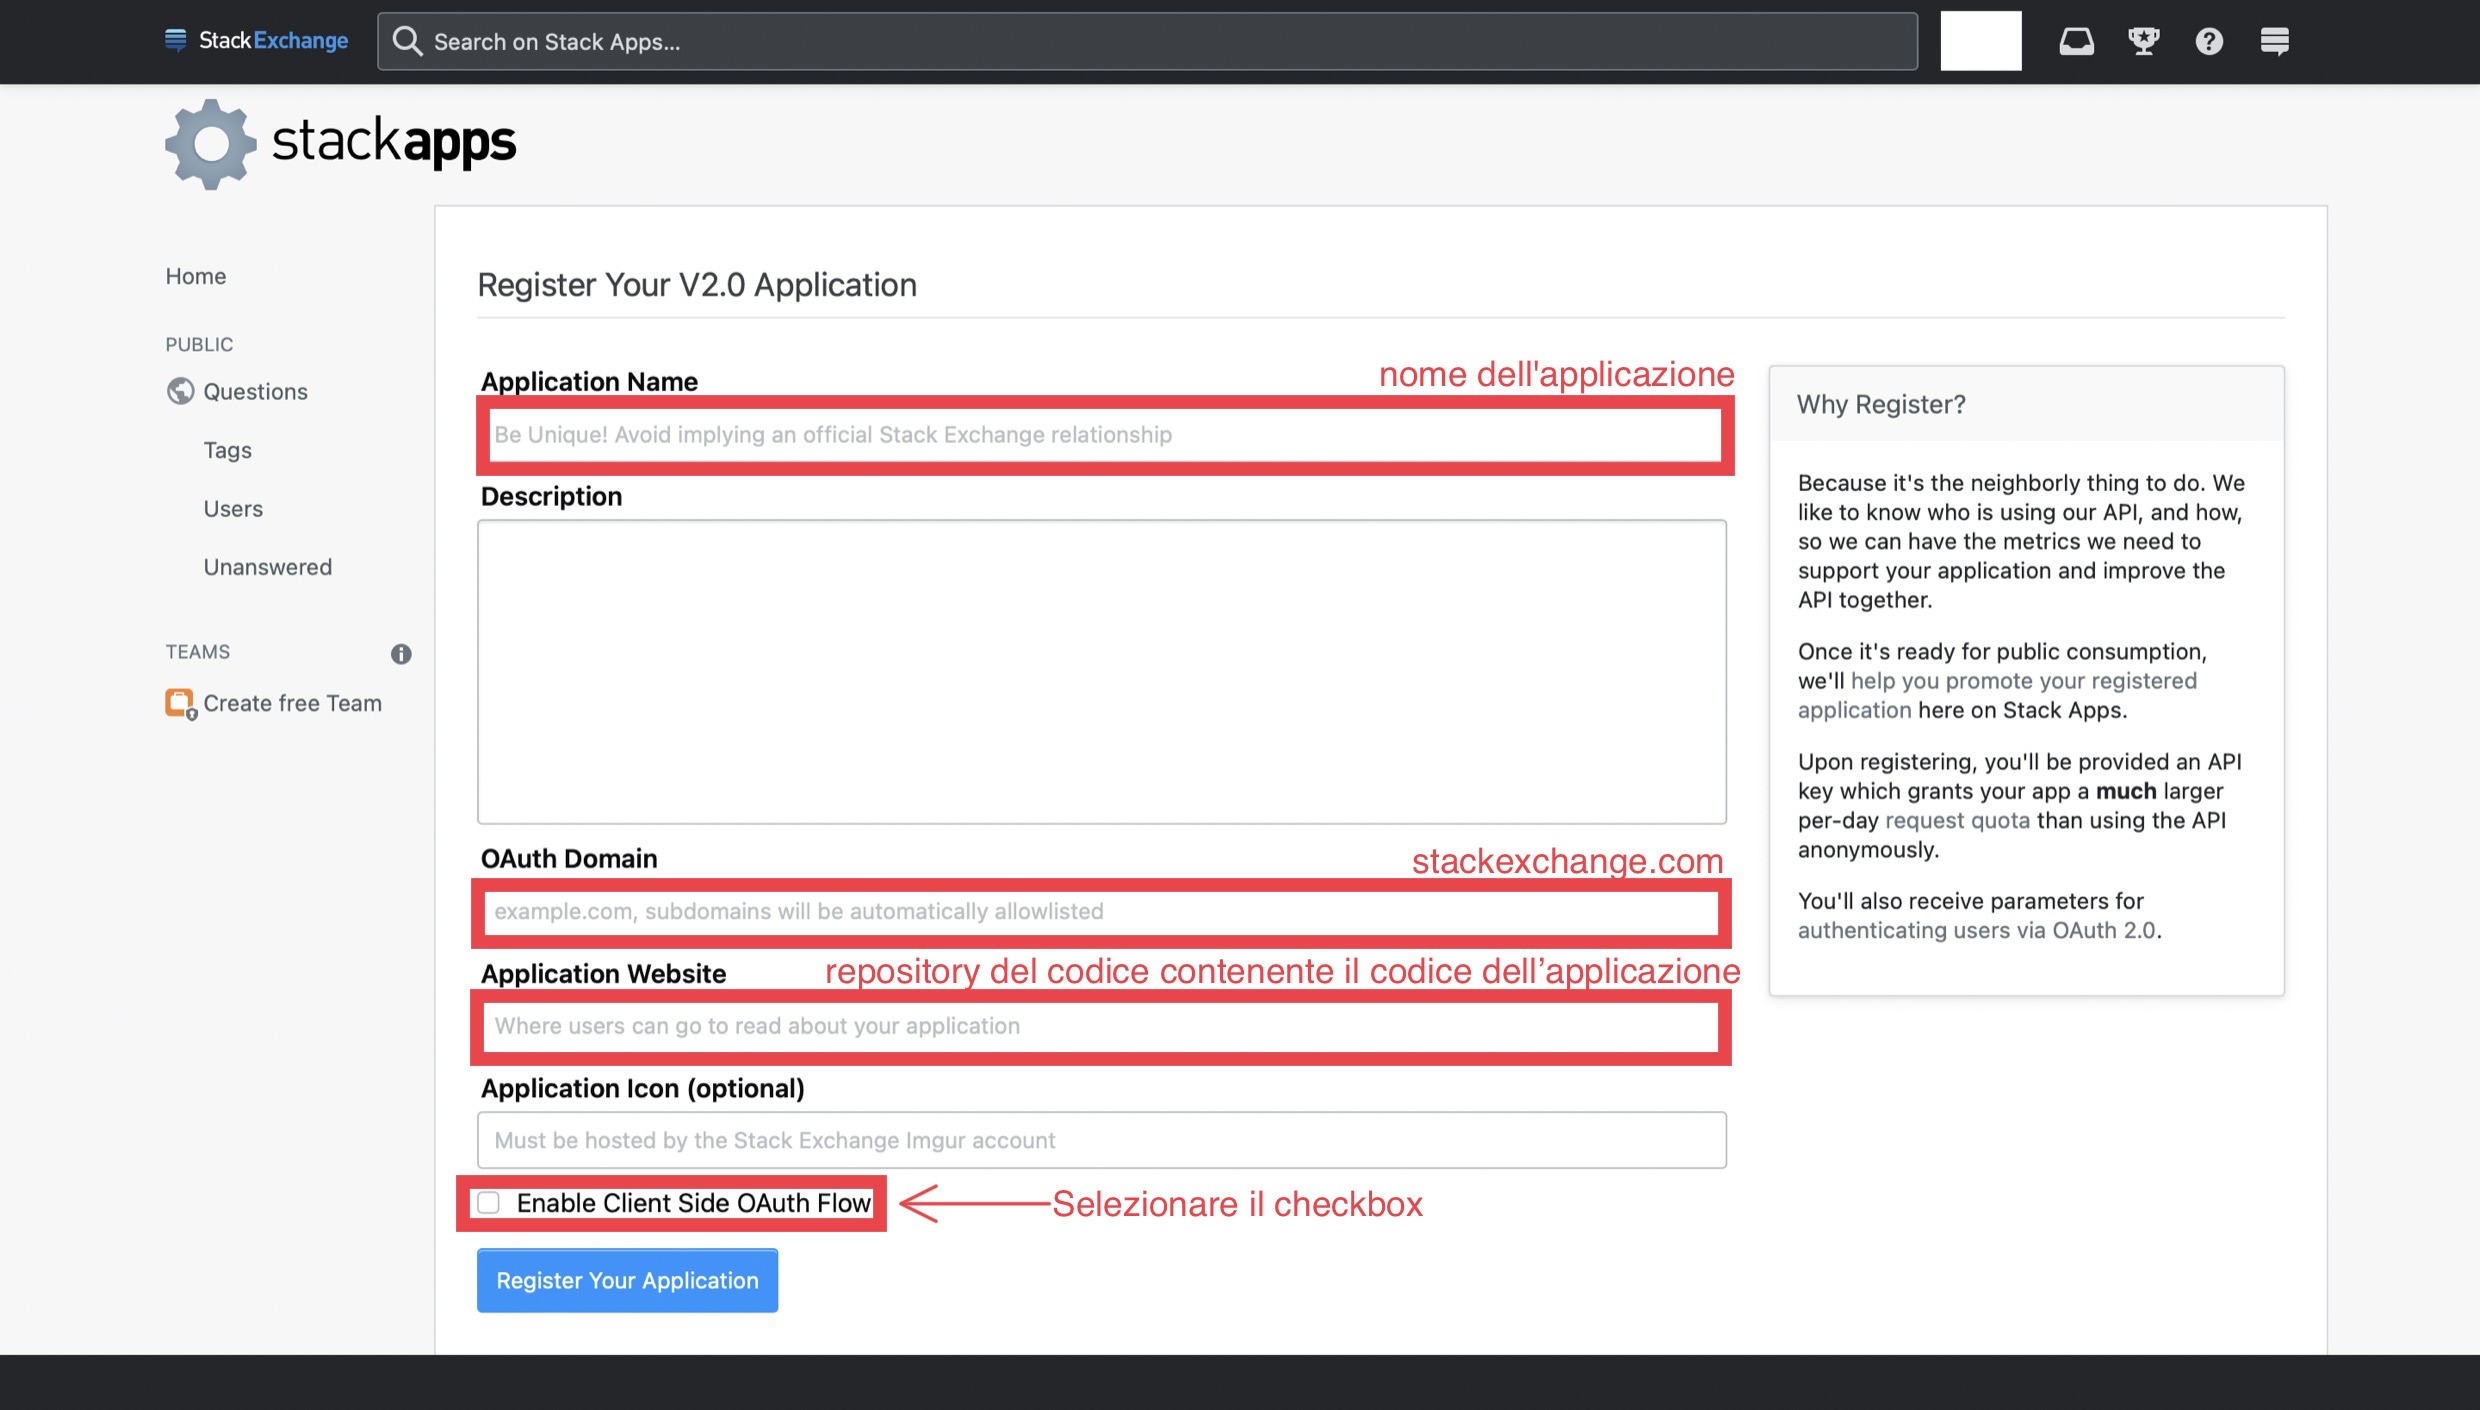 StackExchange
Search on Stack Apps...
stackapps
Home
PUBLIC
Questions
Tags
Users
Unanswered
TEAMS
Create free Team
Register Your V2.0 Application
Application Name
nome dell'applicazione
Be Unique! Avoid implying an official Stack Exchange relationship
Description
OAuth Domain
stackexchange.com
example.com, subdomains will be automatically allowlisted
Application Website
repository del codice contenente il codice dell’applicazione
Where users can go to read about your application
Application Icon (optional)
Must be hosted by the Stack Exchange Imgur account
Enable Client Side OAuth Flow
Selezionare il checkbox
Register Your Application
Why Register?
Because it's the neighborly thing to do. We
like to know who is using our API, and how,
so we can have the metrics we need to
support your application and improve the
API together.
Once it's ready for public consumption,
we'll help you promote your registered
application here on Stack Apps.
Upon registering, you'll be provided an API
key which grants your app a much larger
per-day request quota than using the API
anonymously.
You'll also receive parameters for
authenticating users via OAuth 2.0.